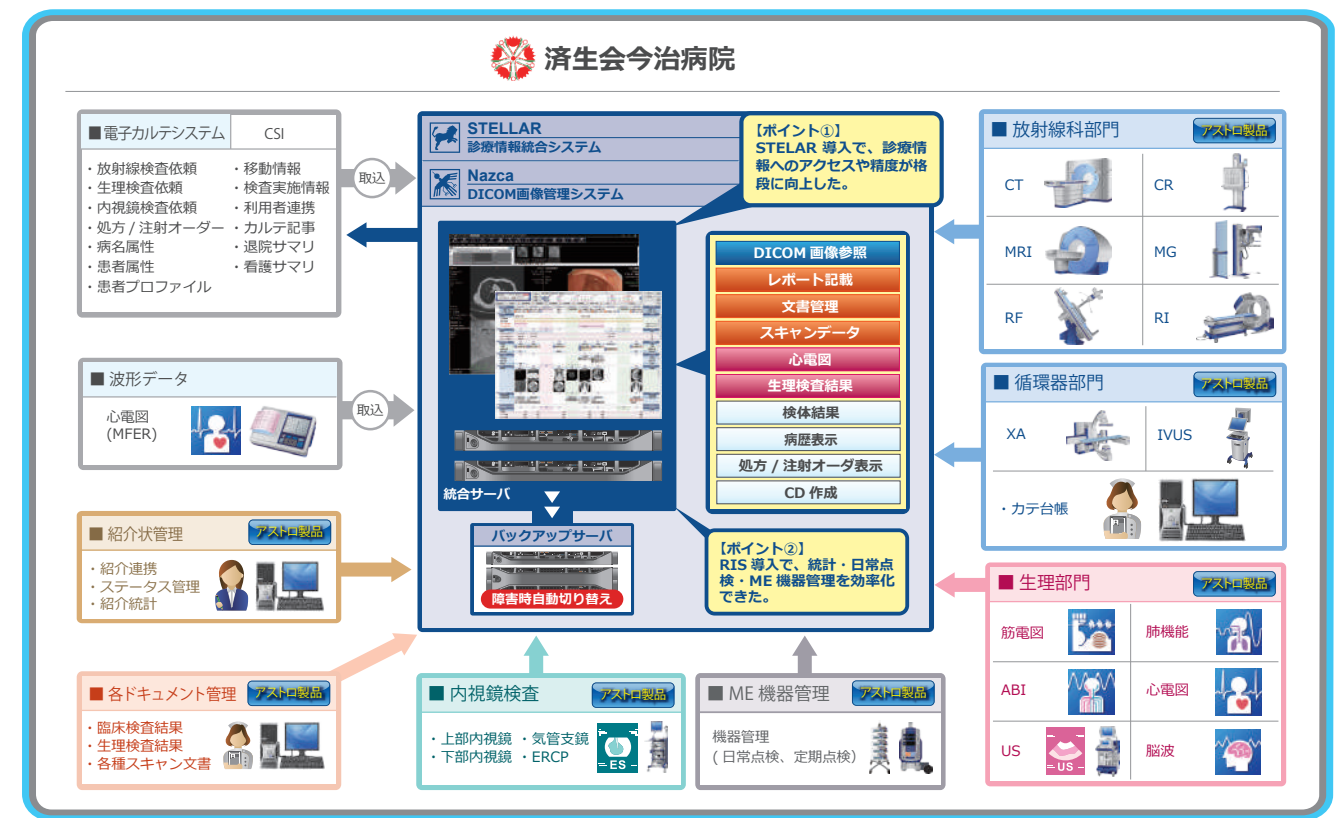 済生会今治病院
■電子カルテシステム
CSI
・放射線検査依頼
・生理検査依頼
・内視鏡検査依頼
・処方 / 注射オーダー
・病名属性
・患者属性
・患者プロファイル
・移動情報
・検査実施情報
・利用者連携
・カルテ記事
・退院サマリ
・看護サマリ
取込
■ 波形データ
心電図
(MFER)
取込
■ 紹介状管理
アストロ製品
・紹介連携
・ステータス管理
・紹介統計
■ 各ドキュメント管理
アストロ製品
・臨床検査結果
・生理検査結果
・各種スキャン文書
STELLAR
診療情報統合システム
Nazca
DICOM画像管理システム
【ポイント①】
STELAR 導入で、診療情
報へのアクセスや精度が格
段に向上した。
DICOM 画像参照
レポート記載
文書管理
スキャンデータ
心電図
生理検査結果
検体結果
病歴表示
処方 / 注射オーダ表示
CD 作成
統合サーバ
バックアップサーバ
障害時自動切り替え
【ポイント②】
RIS 導入で、統計・日常点
検・ME 機器管理を効率化
できた。
■ 内視鏡検査
アストロ製品
・上部内視鏡 ・気管支鏡
・下部内視鏡 ・ERCP
ES
■ ME 機器管理
アストロ製品
機器管理
( 日常点検、定期点検）
■ 放射線科部門
アストロ製品
CT
CR
MRI
MG
RF
RI
■ 循環器部門
アストロ製品
XA
IVUS
・カテ台帳
■ 生理部門
アストロ製品
筋電図
肺機能
ABI
心電図
US
US
脳波